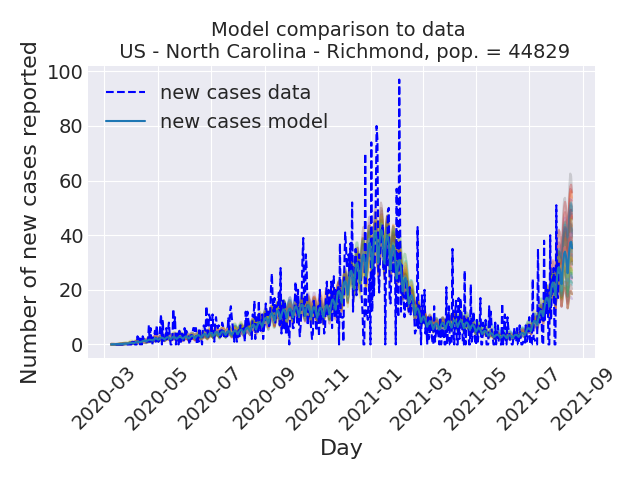 Model comparison to data
US - North Carolina - Richmond, pop. = 44829
Number of new cases reported
100
80
60
40
20
0
new cases data
new cases model
2020-03
2020-05
2020-07
2020-09
2020-11
2021-01
2021-03
2021-05
2021-07
2021-09
Day